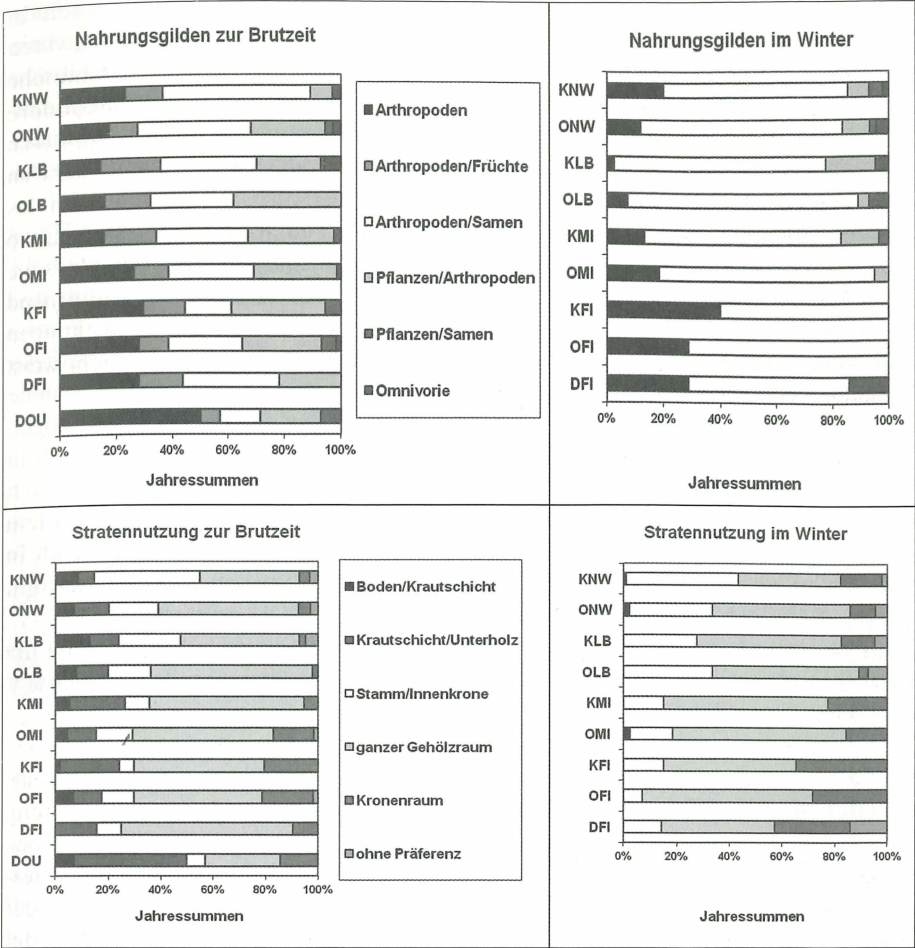 Nahrungsgilden zur Brutzeit
KNW
ONW
KLB
OLB
KMI
OMI
KFI
OFI
DFI
DOU
0% 20% 40% 60% 80% 100%
Jahressummen
Arthropoden
Arthropoden/Früchte
Arthropoden/Samen
Pflanzen/Arthropoden
Pflanzen/Samen
Omnivorie
Nahrungsgilden im Winter
KNW
ONW
KLB
OLB
KMI
OMI
KFI
OFI
DFI
0% 20% 40% 60% 80% 100%
Jahressummen
Stratennutzung zur Brutzeit
KNW
ONW
KLB
OLB
KMI
OMI
KFI
OFI
DFI
DOU
0% 20% 40% 60% 80% 100%
Jahressummen
Boden/Krautschicht
Krautschicht/Unterholz
Stamm/Innenkrone
ganzer Gehölzraum
Kronenraum
ohne Präferenz
Stratennutzung im Winter
KNW
ONW
KLB
OLB
KMI
OMI
KFI
OFI
DFI
0% 20% 40% 60% 80% 100%
Jahressummen